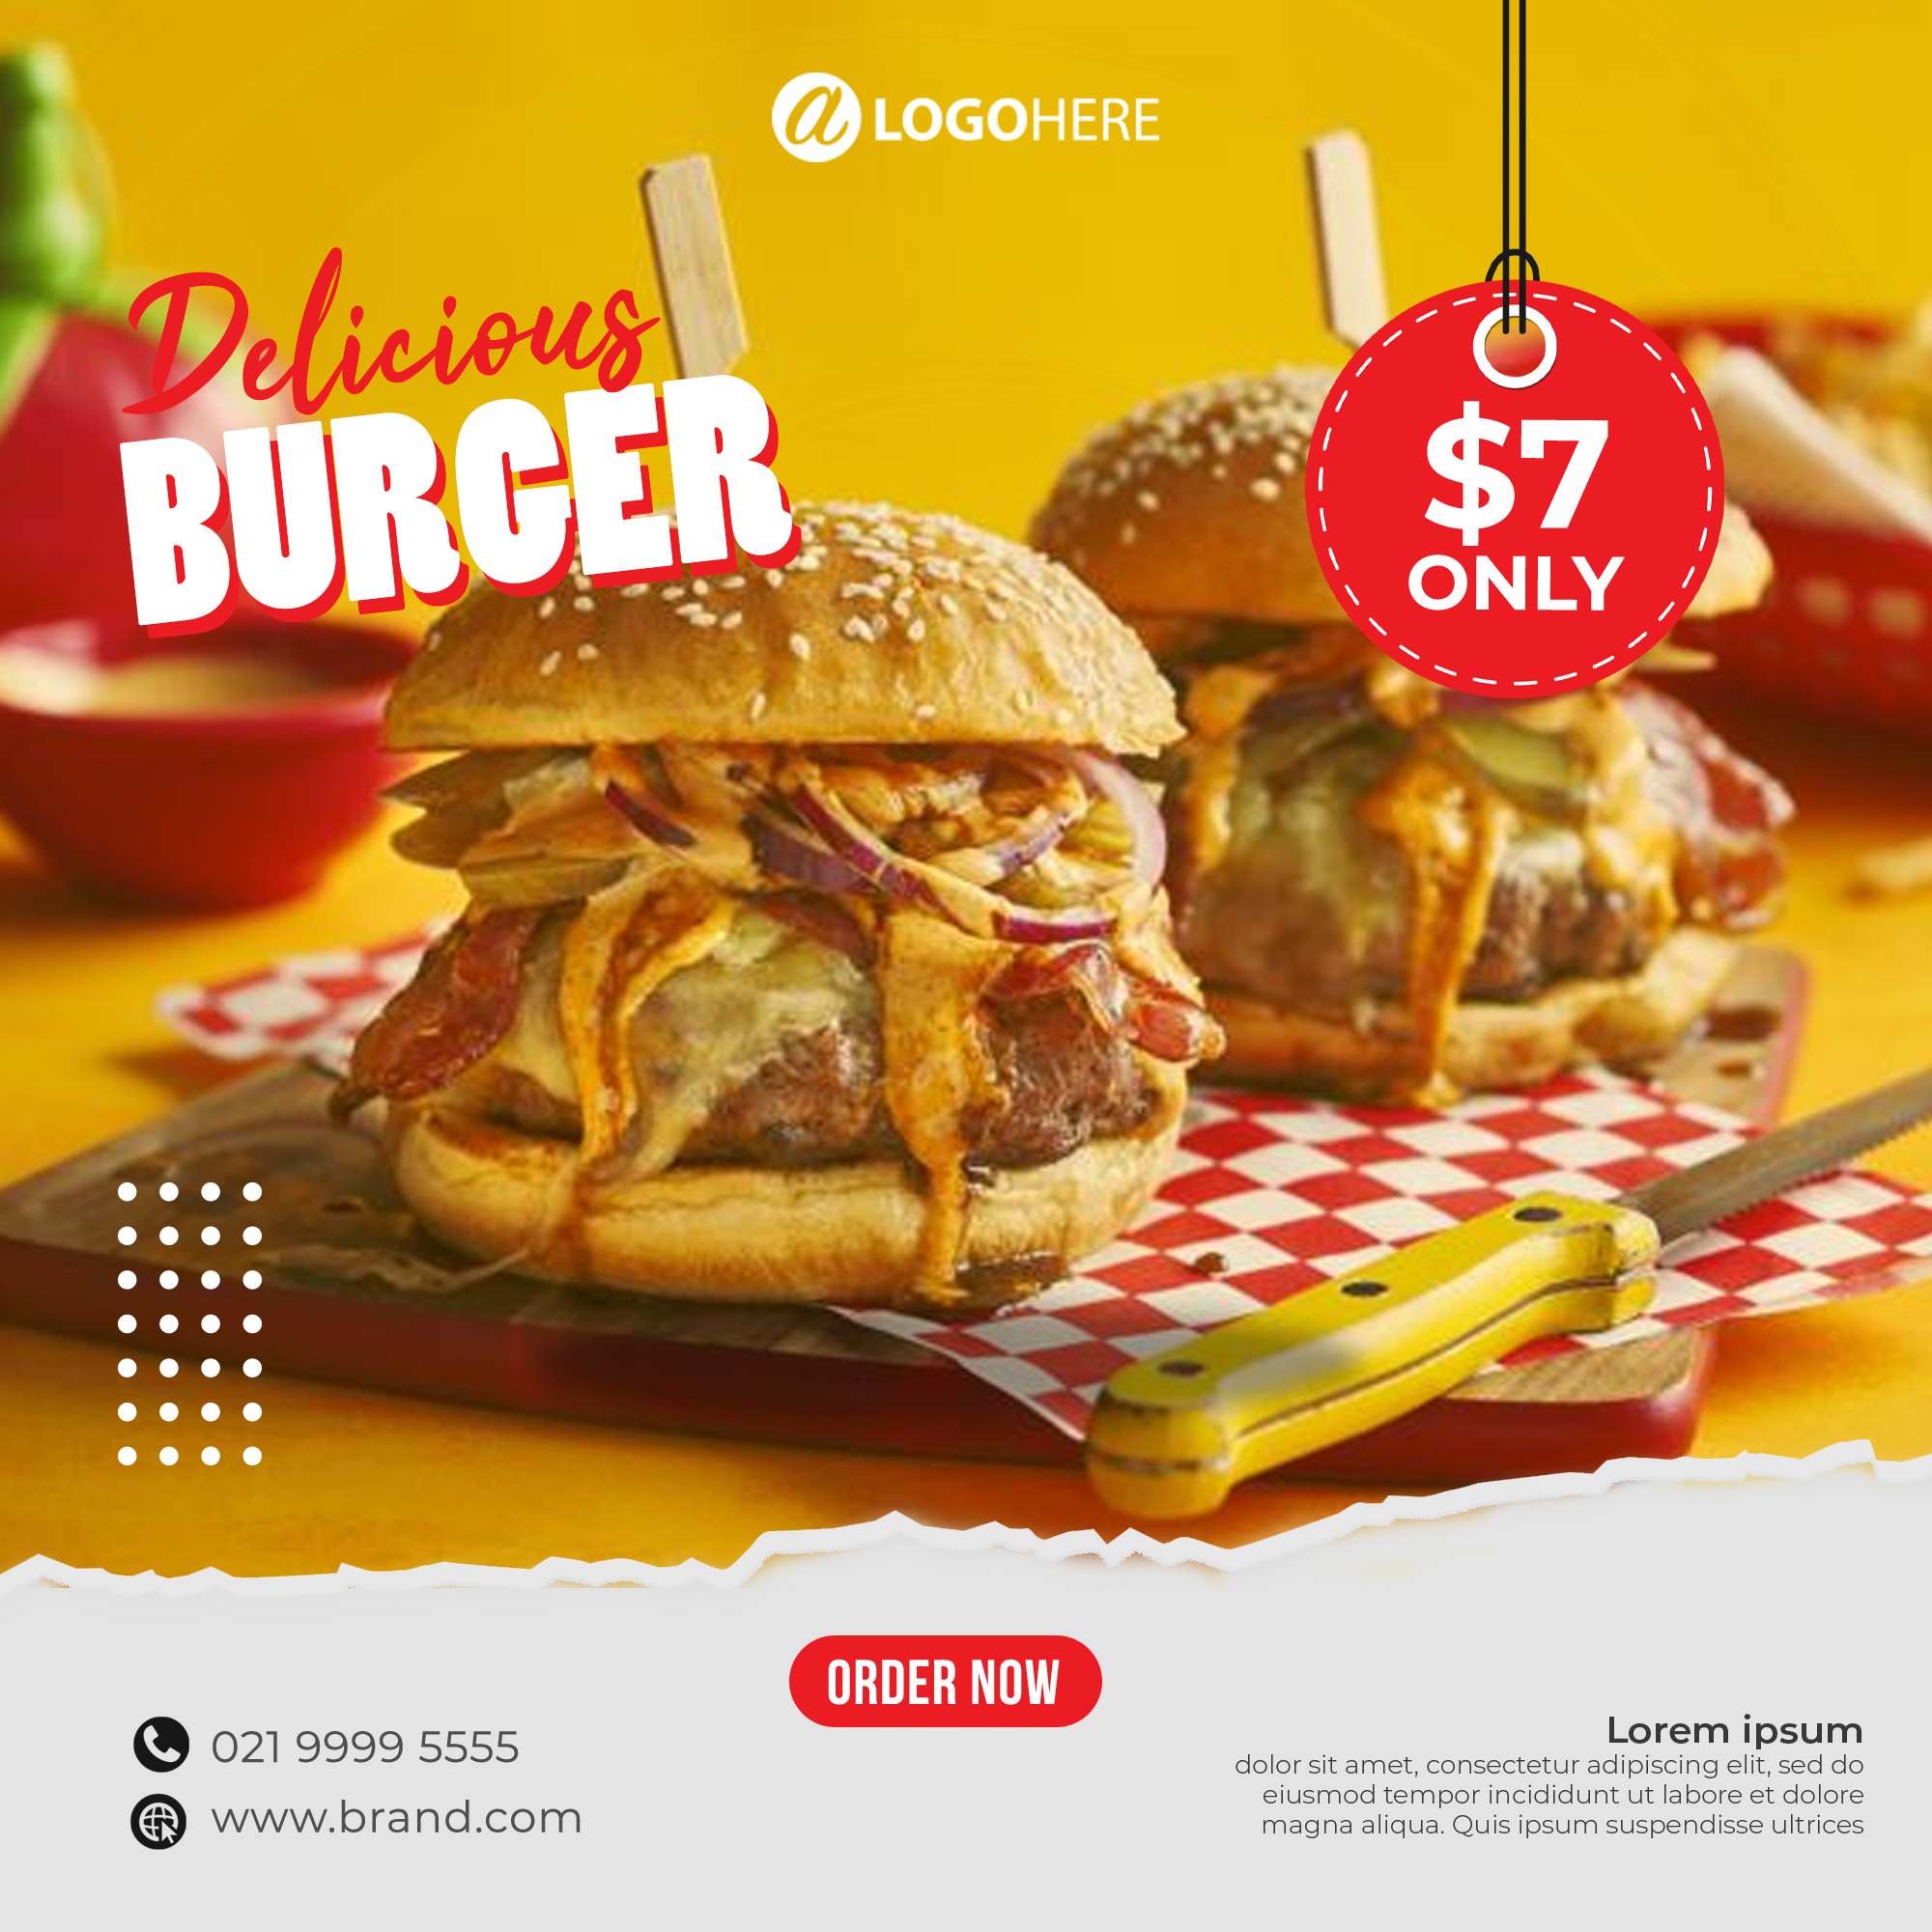 LOGOHERE
Delicious
BURGER
$7
ONLY
ORDER NOW
021 9999 5555
www.brand.com
Lorem ipsum
dolor sit amet, consectetur adipiscing elit, sed do
eiusmod tempor incididunt ut labore et dolore
magna aliqua. Quis ipsum suspendisse ultrices